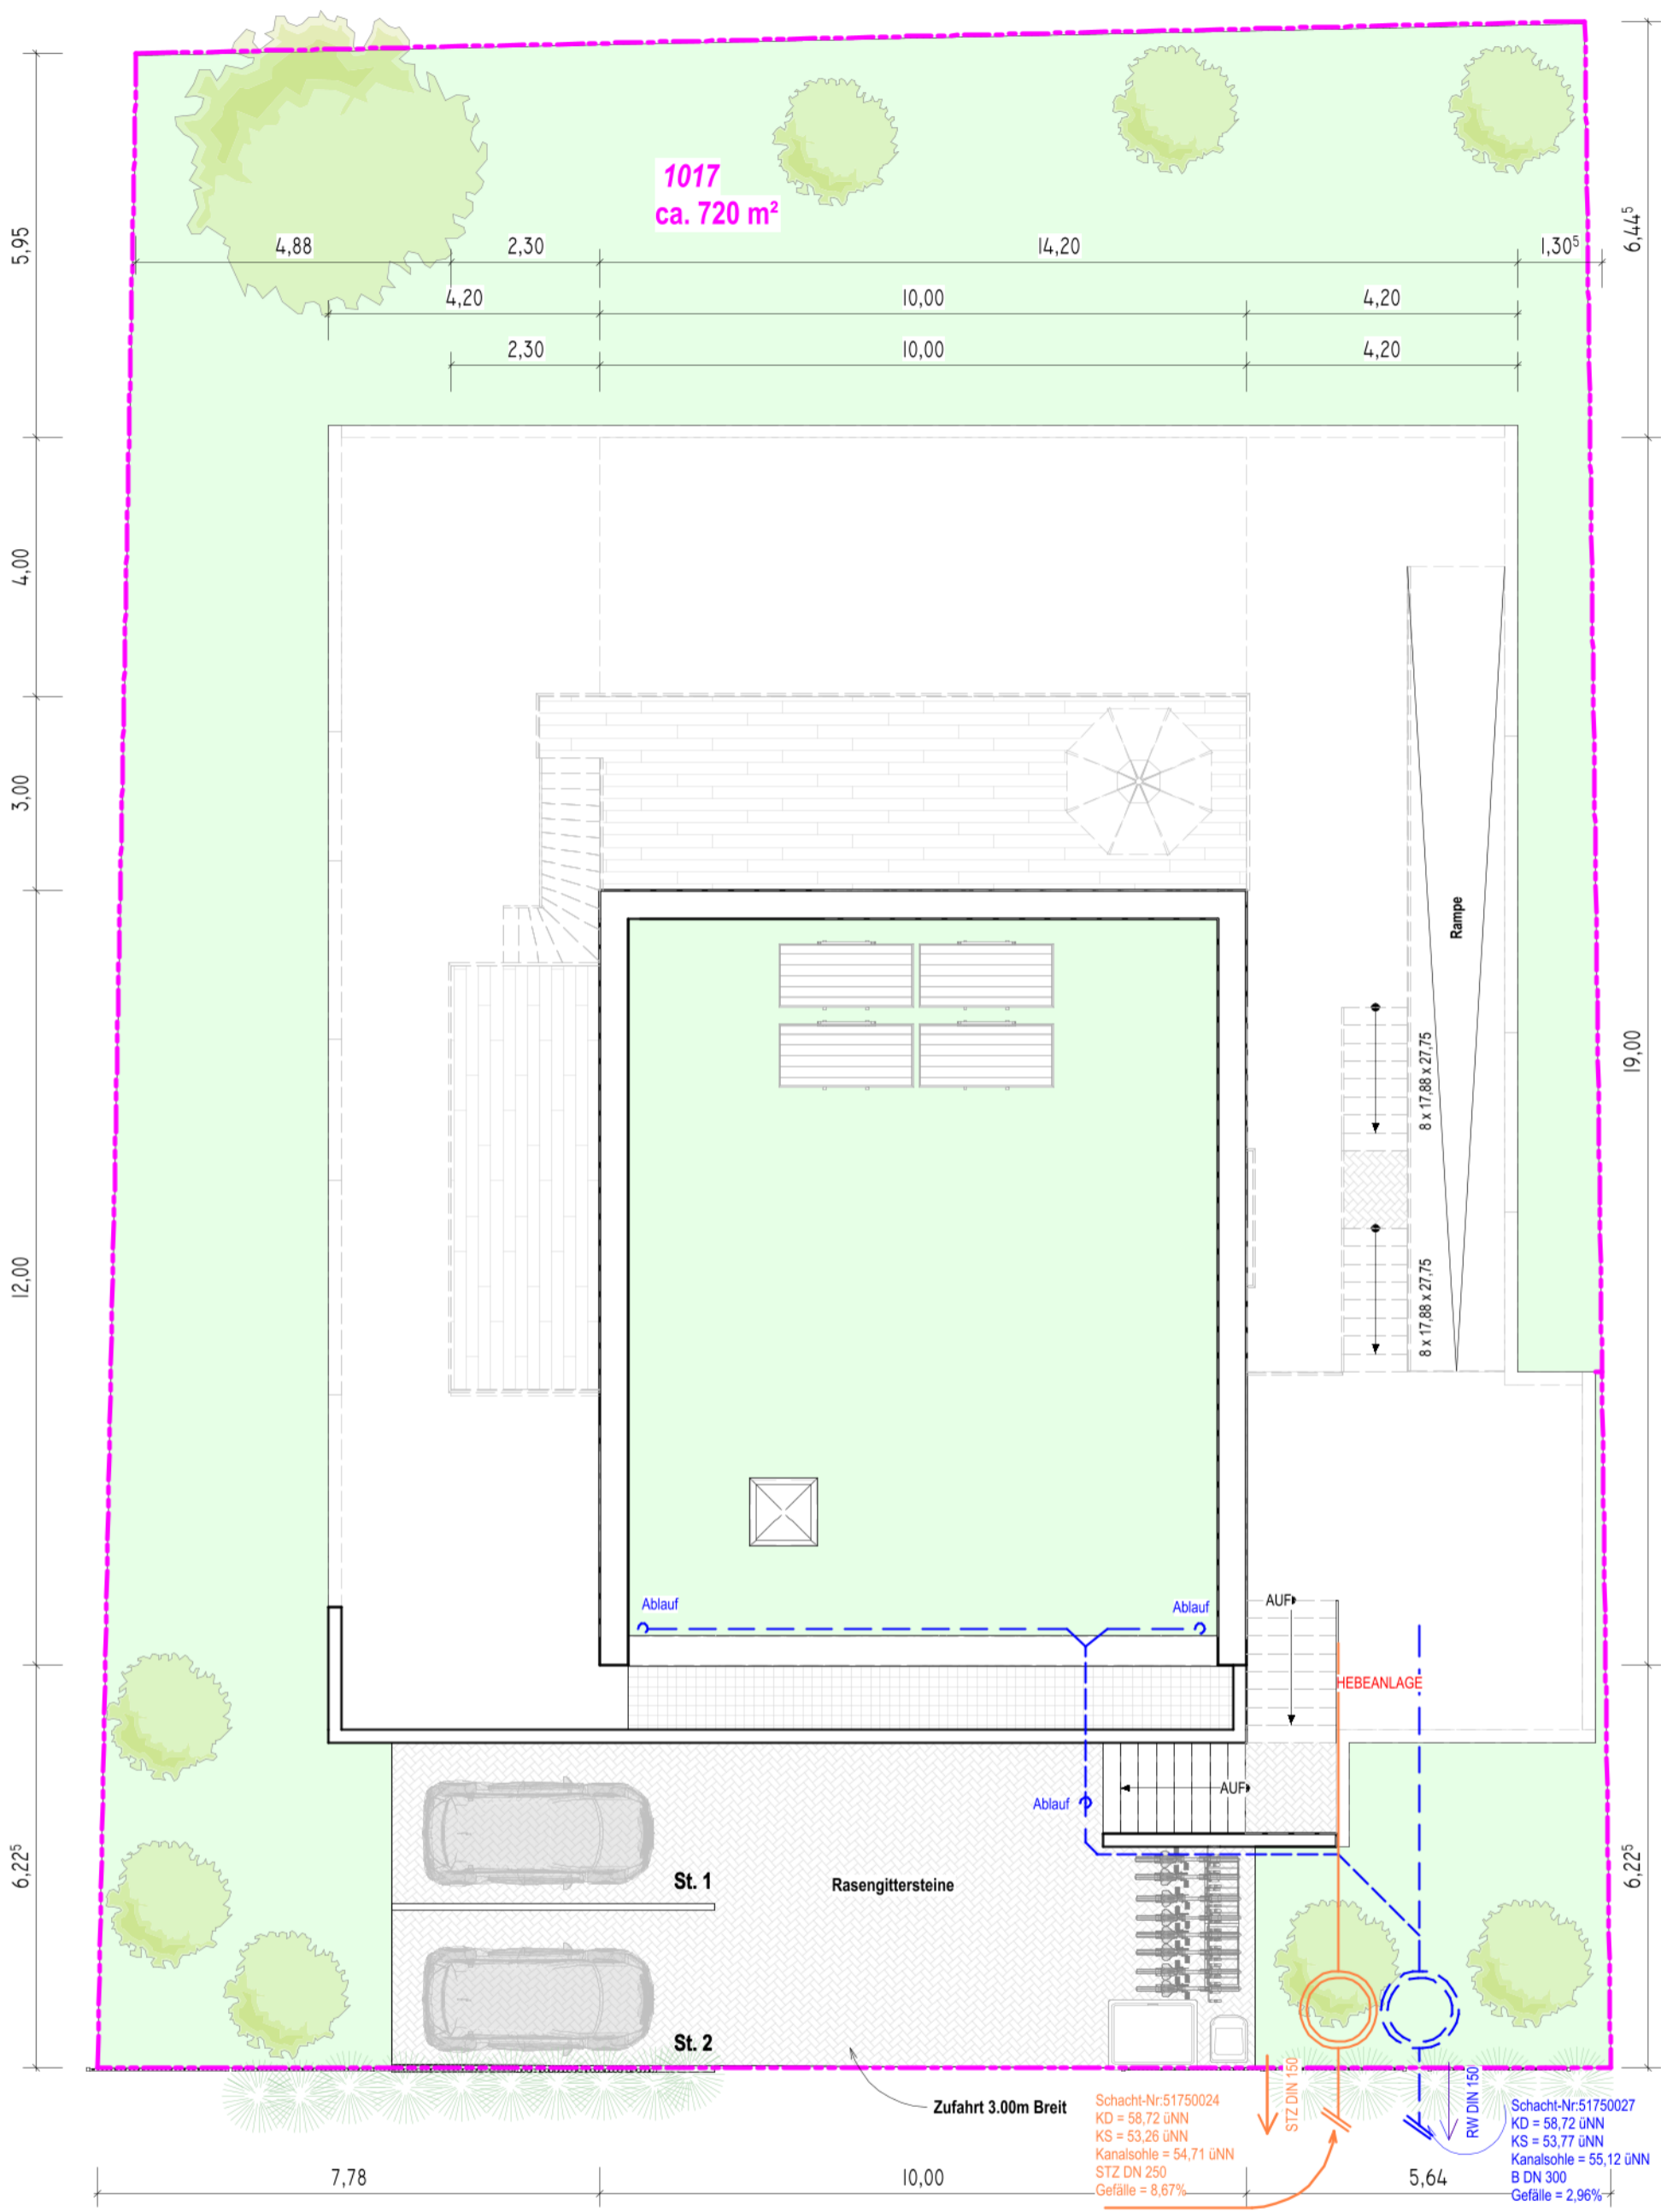 1017
ca. 720 m²
5,95
6,44⁵
4,88
2,30
14,20
1,30⁵
4,20
10,00
4,20
2,30
10,00
4,20
4,00
3,00
Rampe
8 x 17,88 x 27,75
19,00
12,00
8 x 17,88 x 27,75
Ablauf
Ablauf
AUF
HEBEANLAGE
AUF
Ablauf
6,22⁵
6,22⁵
St. 1
Rasengittersteine
St. 2
Zufahrt 3.00m Breit
STZ DIN 150
RW DIN 150
Schacht-Nr:51750024
KD = 58,72 üNN
KS = 53,26 üNN
Kanalsohle = 54,71 üNN
STZ DN 250
Gefälle = 8,67%
Schacht-Nr:51750027
KD = 58,72 üNN
KS = 53,77 üNN
Kanalsohle = 55,12 üNN
B DN 300
Gefälle = 2,96%
7,78
10,00
5,64